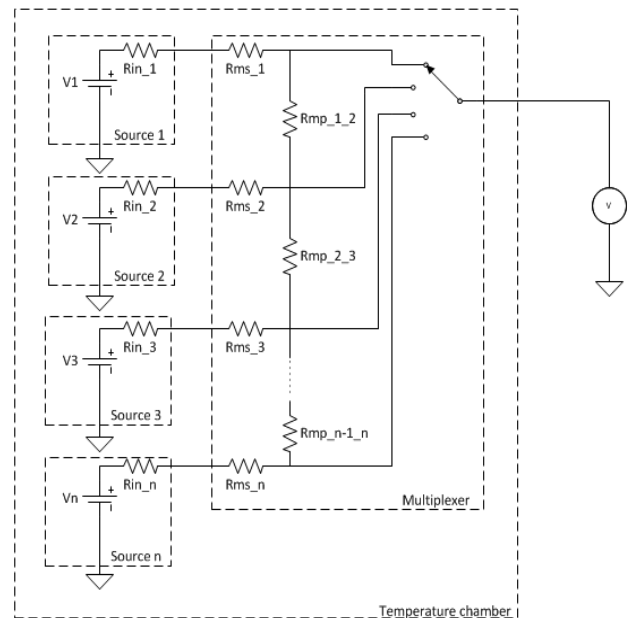 Rin_1
Rms_1
V1
+
Rmp_1_2
Source 1
Rin_2
Rms_2
V2
+
V
Rmp_2_3
Source 2
Rin_3
Rms_3
V3
+
Source 3
Rmp_n-1_n
Rin_n
Rms_n
Vn
+
Multiplexer
Source n
Temperature chamber